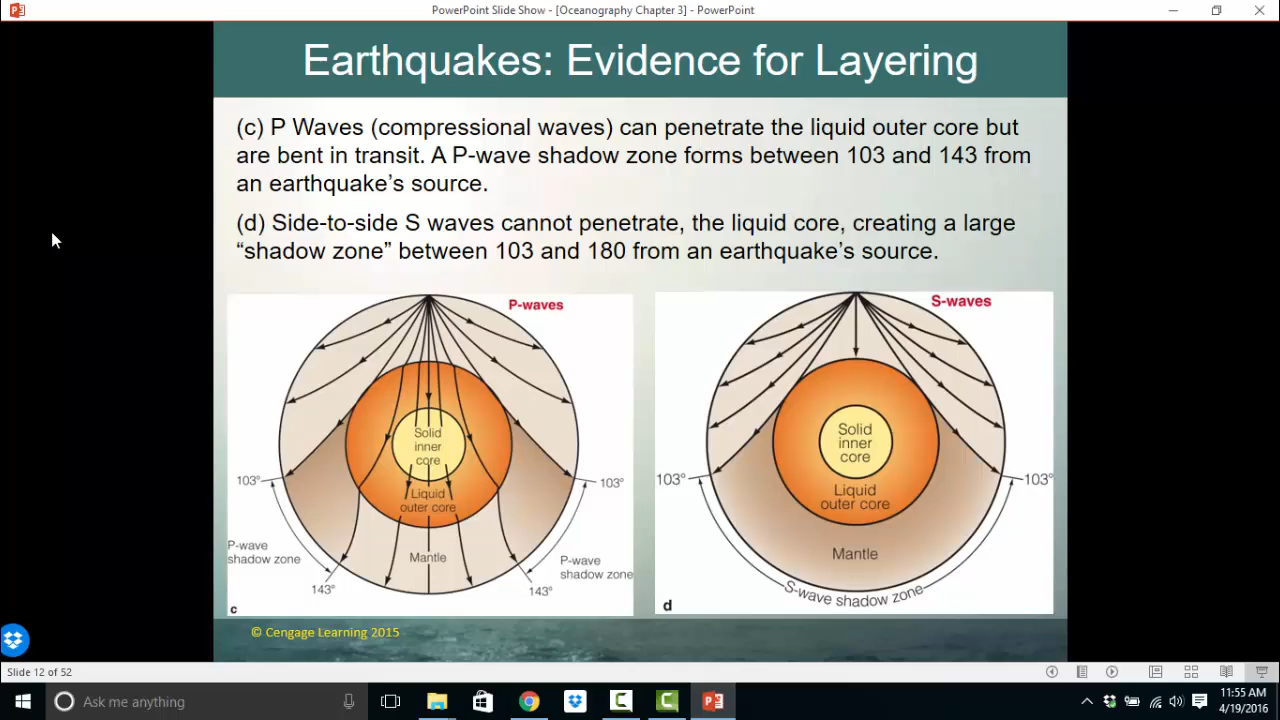 PowerPoint Slide Show - [Oceanography Chapter 3] - PowerPoint
Earthquakes: Evidence for Layering
(c) P Waves (compressional waves) can penetrate the liquid outer core but
are bent in transit. A P-wave shadow zone forms between 103 and 143 from
an earthquake’s source.
(d) Side-to-side S waves cannot penetrate, the liquid core, creating a large
“shadow zone” between 103 and 180 from an earthquake’s source.
P-waves
Solid
inner
core
Liquid
outer core
Mantle
103°
103°
P-wave
shadow zone
P-wave
shadow zone
143°
143°
c
S-waves
Solid
inner
core
Liquid
outer core
Mantle
103°
103°
S-wave shadow zone
d
© Cengage Learning 2015
Slide 12 of 52
Ask me anything
11:55 AM
4/19/2016